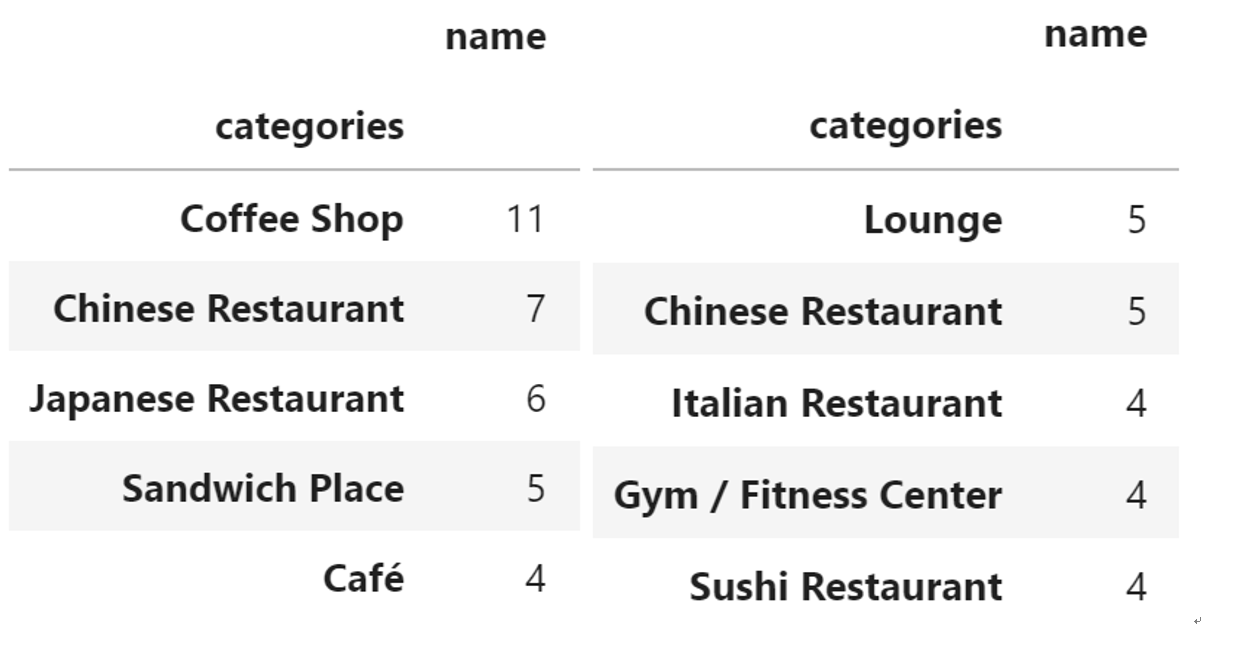 name
categories
Coffee Shop 11
Chinese Restaurant 7
Japanese Restaurant 6
Sandwich Place 5
Café 4
name
categories
Lounge 5
Chinese Restaurant 5
Italian Restaurant 4
Gym / Fitness Center 4
Sushi Restaurant 4